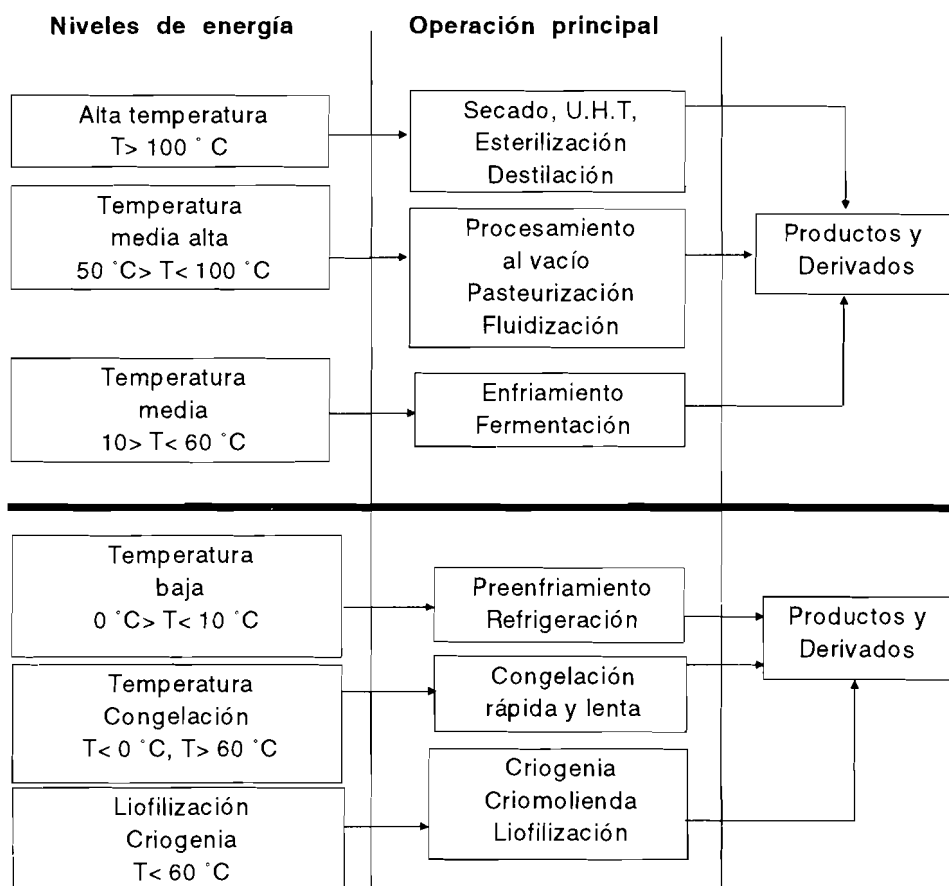 Niveles de energía
Operación principal
Alta temperatura
T> 100 ˚ C
Secado, U.H.T,
Esterilización
Destilación
Temperatura
media alta
50 ˚C> T< 100 ˚C
Procesamiento
al vacío
Pasteurización
Fluidización
Productos y
Derivados
Temperatura
media
10> T< 60 ˚C
Enfriamiento
Fermentación
Temperatura
baja
0 ˚C> T< 10 ˚C
Preenfriamiento
Refrigeración
Productos y
Derivados
Temperatura
Congelación
T< 0 ˚C, T> 60 ˚C
Congelación
rápida y lenta
Liofilización
Criogenia
T< 60 ˚C
Criogenia
Criomolienda
Liofilización